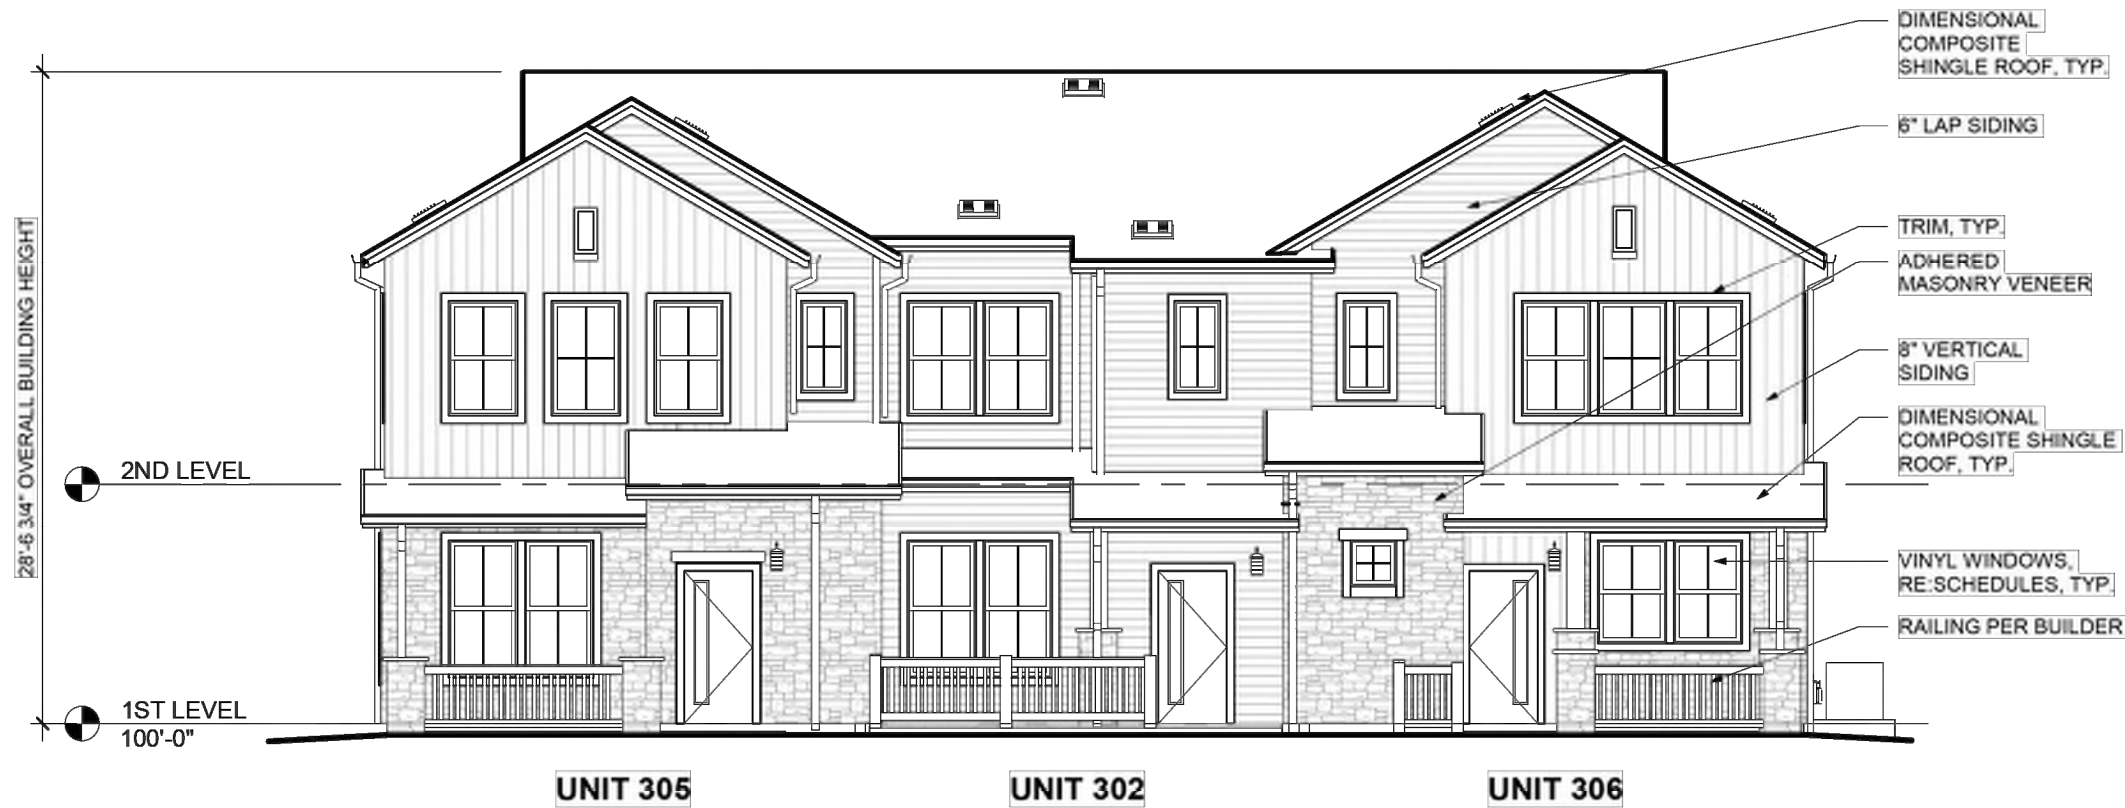 DIMENSIONAL
COMPOSITE
SHINGLE ROOF, TYP.
6" LAP SIDING
TRIM, TYP.
ADHERED
MASONRY VENEER
8" VERTICAL
SIDING
DIMENSIONAL
COMPOSITE SHINGLE
ROOF, TYP.
VINYL WINDOWS,
RE:SCHEDULES, TYP.
RAILING PER BUILDER
28'-6 3/4" OVERALL BUILDING HEIGHT
2ND LEVEL
1ST LEVEL
100'-0"
UNIT 305
UNIT 302
UNIT 306